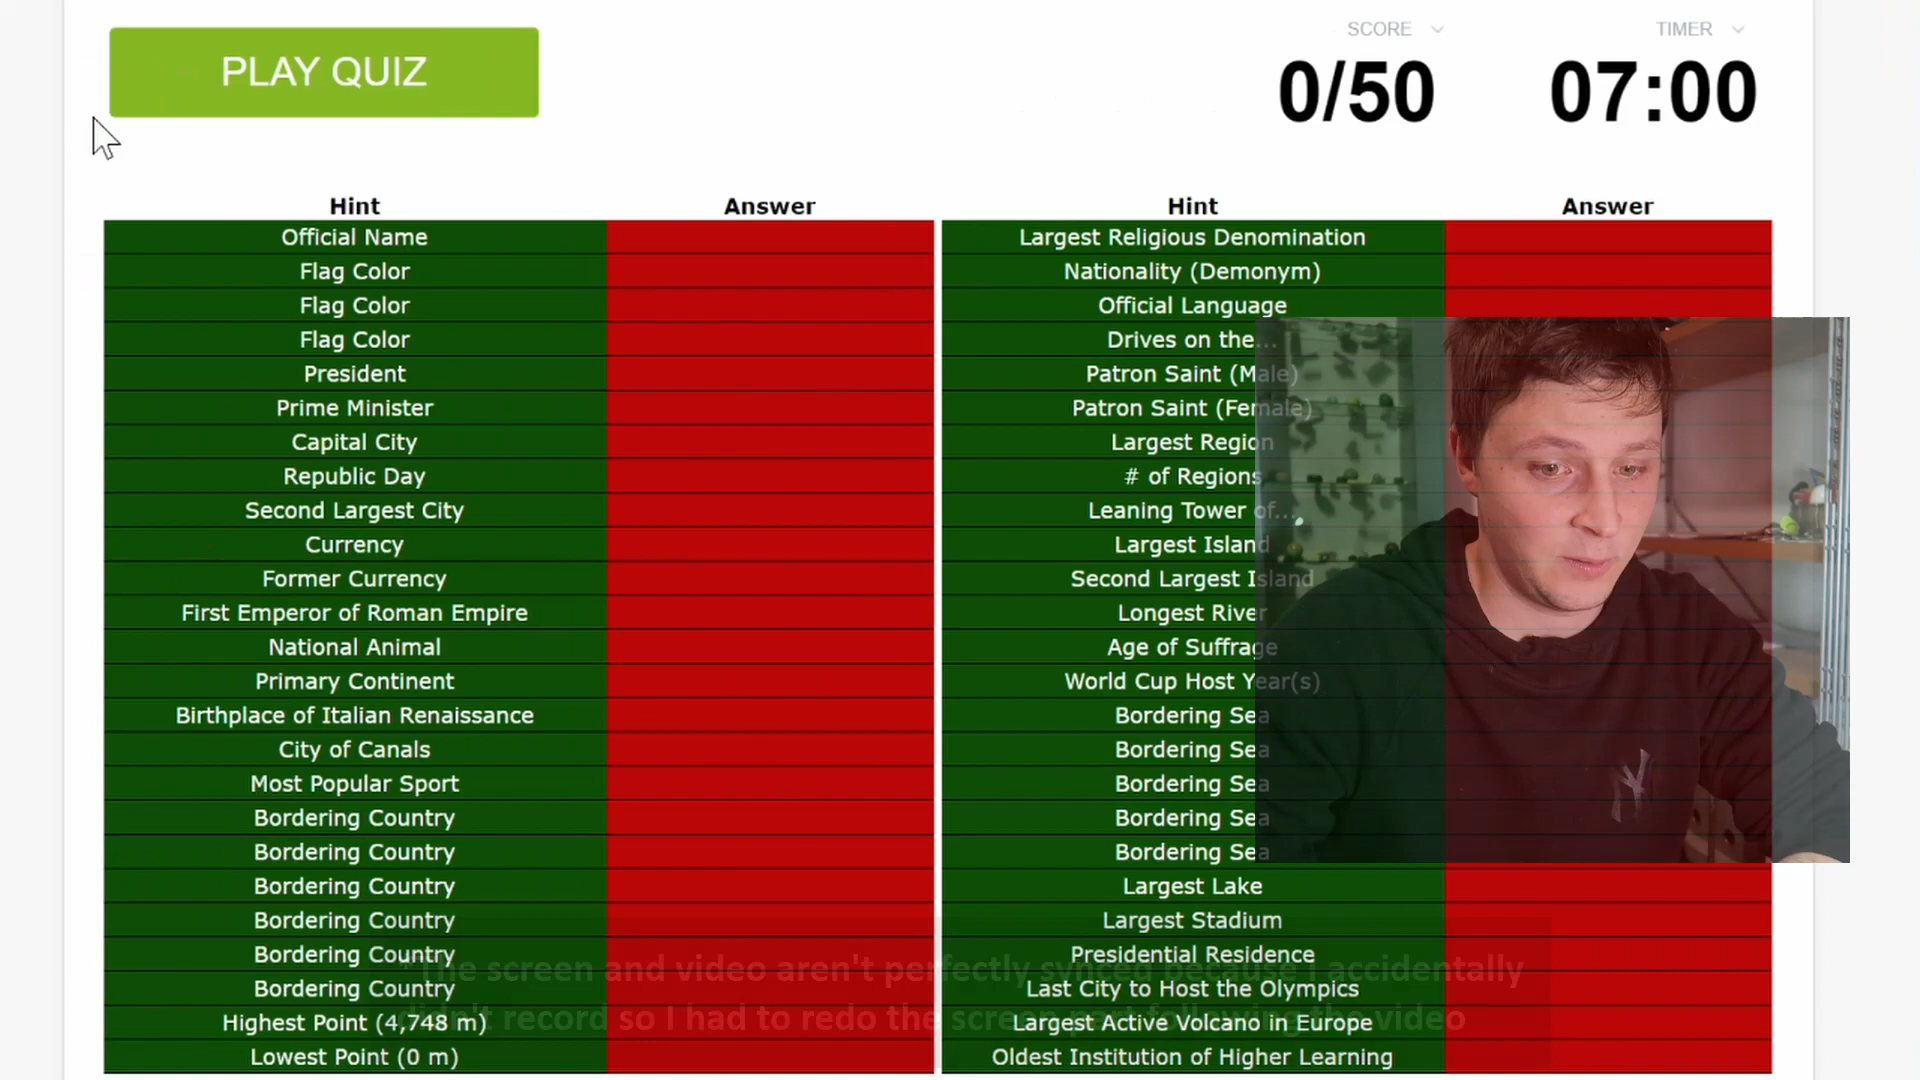 PLAY QUIZ
SCORE
0/50
TIMER
07:00
Hint
Answer
Official Name
Flag Color
Flag Color
Flag Color
President
Prime Minister
Capital City
Republic Day
Second Largest City
Currency
Former Currency
First Emperor of Roman Empire
National Animal
Primary Continent
Birthplace of Italian Renaissance
City of Canals
Most Popular Sport
Bordering Country
Bordering Country
Bordering Country
Bordering Country
Bordering Country
Bordering Country
Highest Point (4,748 m)
Lowest Point (0 m)
Hint
Answer
Largest Religious Denomination
Nationality (Demonym)
Official Language
Drives on the...
Patron Saint (Male)
Patron Saint (Female)
Largest Region
# of Regions
Leaning Tower of...
Largest Island
Second Largest Island
Longest River
Age of Suffrage
World Cup Host Year(s)
Bordering Sea
Bordering Sea
Bordering Sea
Bordering Sea
Bordering Sea
Largest Lake
Largest Stadium
Presidential Residence
Last City to Host the Olympics
Largest Active Volcano in Europe
Oldest Institution of Higher Learning
*The screen and video aren't perfectly synced because I accidentally
didn't record so I had to redo the screen part following the video
NY